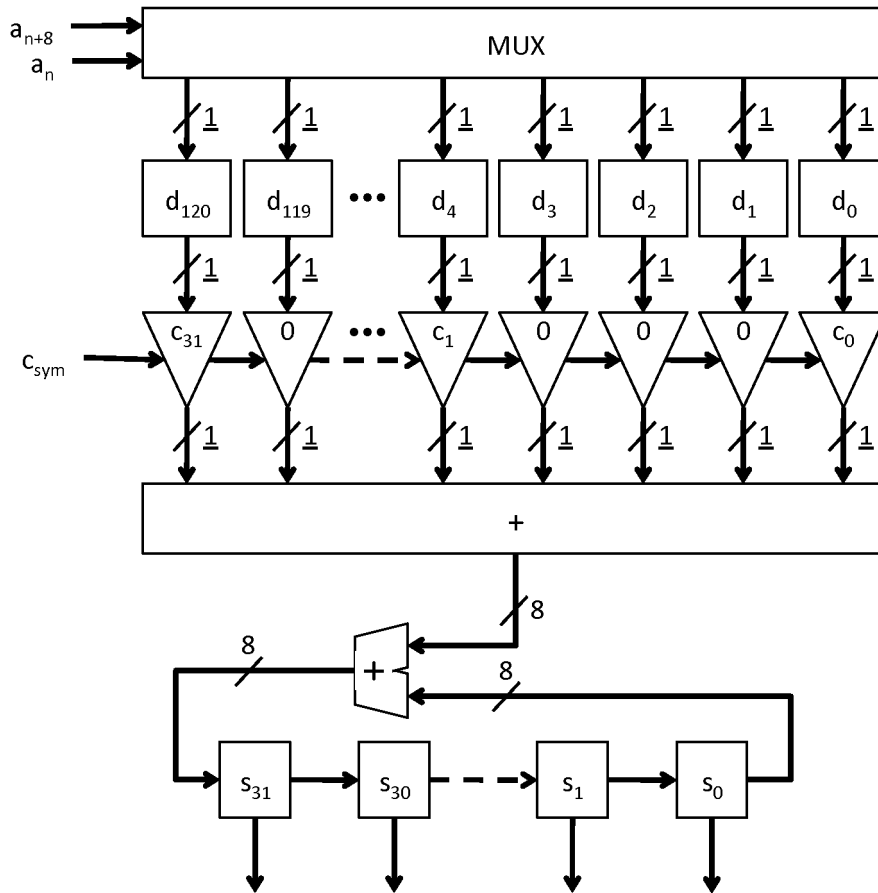 a_{n+8}
a_n
MUX
1 1 1 1 1 1 1
d_{120} d_{119} ••• d_4 d_3 d_2 d_1 d_0
1 1 1 1 1 1 1
c_{31} 0 ••• c_1 0 0 0 c_0
c_{sym}
1 1 1 1 1 1 1
+
8
8
+
8
s_{31} s_{30} s_1 s_0